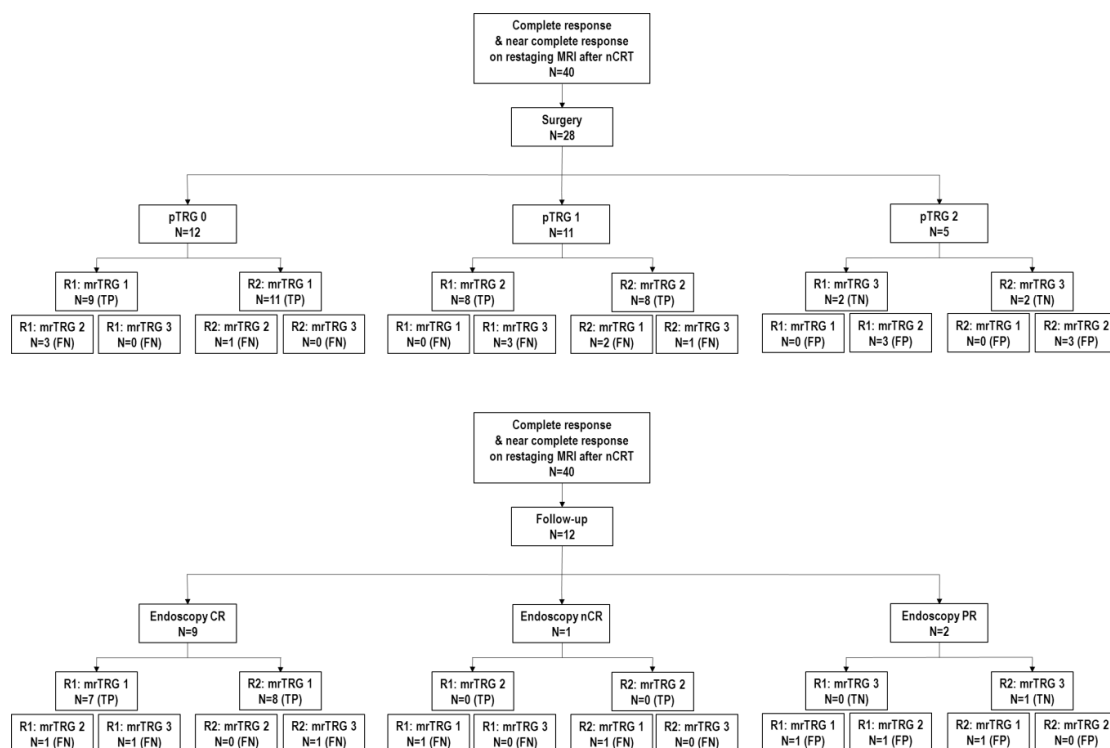 Complete response
& near complete response
on restaging MRI after nCRT
N=40
Surgery
N=28
pTRG 0
N=12
pTRG 1
N=11
pTRG 2
N=5
R1: mrTRG 1
N=9 (TP)
R2: mrTRG 1
N=11 (TP)
R1: mrTRG 2
N=8 (TP)
R2: mrTRG 2
N=8 (TP)
R1: mrTRG 3
N=2 (TN)
R2: mrTRG 3
N=2 (TN)
R1: mrTRG 2
N=3 (FN)
R1: mrTRG 3
N=0 (FN)
R2: mrTRG 2
N=1 (FN)
R2: mrTRG 3
N=0 (FN)
R1: mrTRG 1
N=0 (FN)
R1: mrTRG 3
N=3 (FN)
R2: mrTRG 1
N=2 (FN)
R2: mrTRG 3
N=1 (FN)
R1: mrTRG 1
N=0 (FP)
R1: mrTRG 2
N=3 (FP)
R2: mrTRG 1
N=0 (FP)
R2: mrTRG 2
N=3 (FP)
Complete response
& near complete response
on restaging MRI after nCRT
N=40
Follow-up
N=12
Endoscopy CR
N=9
Endoscopy nCR
N=1
Endoscopy PR
N=2
R1: mrTRG 1
N=7 (TP)
R2: mrTRG 1
N=8 (TP)
R1: mrTRG 2
N=0 (TP)
R2: mrTRG 2
N=0 (TP)
R1: mrTRG 3
N=0 (TN)
R2: mrTRG 3
N=1 (TN)
R1: mrTRG 2
N=1 (FN)
R1: mrTRG 3
N=1 (FN)
R2: mrTRG 2
N=0 (FN)
R2: mrTRG 3
N=1 (FN)
R1: mrTRG 1
N=1 (FN)
R1: mrTRG 3
N=0 (FN)
R2: mrTRG 1
N=1 (FN)
R2: mrTRG 3
N=0 (FN)
R1: mrTRG 1
N=1 (FP)
R1: mrTRG 2
N=1 (FP)
R2: mrTRG 1
N=1 (FP)
R2: mrTRG 2
N=0 (FP)